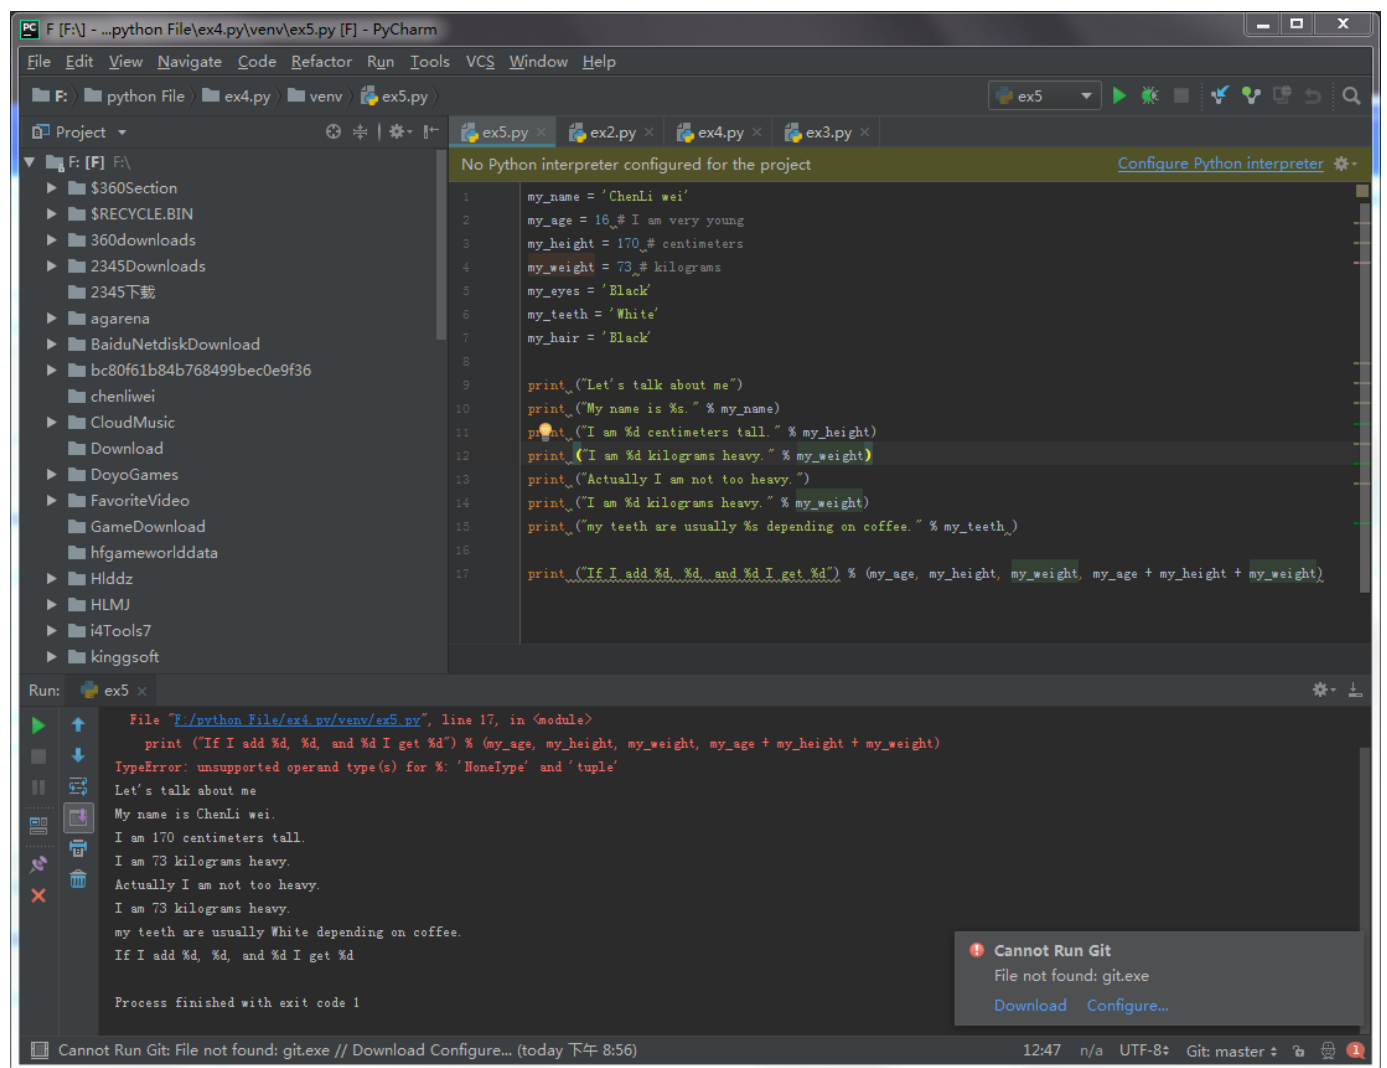 F [F:\] - ...python File\ex4.py\venv\ex5.py [F] - PyCharm
File Edit View Navigate Code Refactor Run Tools VCS Window Help
F: python File ex4.py venv ex5.py ex5
Project
ex5.py ex2.py ex4.py ex3.py
No Python interpreter configured for the project Configure Python interpreter
F: [F] F:\
$360Section
$RECYCLE.BIN
360downloads
2345Downloads
2345下载
agarena
BaiduNetdiskDownload
bc80f61b84b768499bec0e9f36
chenliwei
CloudMusic
Download
DoyoGames
FavoriteVideo
GameDownload
hfgameworlddata
Hlddz
HLMJ
i4Tools7
kinggsoft
1 my_name = 'ChenLi wei'
2 my_age = 16 # I am very young
3 my_height = 170 # centimeters
4 my_weight = 73 # kilograms
5 my_eyes = 'Black'
6 my_teeth = 'White'
7 my_hair = 'Black'
8
9 print ("Let's talk about me")
10 print ("My name is %s." % my_name)
11 print ("I am %d centimeters tall." % my_height)
12 print ("I am %d kilograms heavy." % my_weight)
13 print ("Actually I am not too heavy.")
14 print ("I am %d kilograms heavy." % my_weight)
15 print ("my teeth are usually %s depending on coffee." % my_teeth )
16
17 print ("If I add %d, %d, and %d I get %d") % (my_age, my_height, my_weight, my_age + my_height + my_weight)
Run: ex5
File "F:/python File/ex4.py/venv/ex5.py", line 17, in <module>
print ("If I add %d, %d, and %d I get %d") % (my_age, my_height, my_weight, my_age + my_height + my_weight)
TypeError: unsupported operand type(s) for %: 'NoneType' and 'tuple'
Let's talk about me
My name is ChenLi wei.
I am 170 centimeters tall.
I am 73 kilograms heavy.
Actually I am not too heavy.
I am 73 kilograms heavy.
my teeth are usually White depending on coffee.
If I add %d, %d, and %d I get %d
Process finished with exit code 1
Cannot Run Git
File not found: git.exe
Download Configure...
Cannot Run Git: File not found: git.exe // Download Configure... (today 下午 8:56) 12:47 n/a UTF-8 Git: master 1